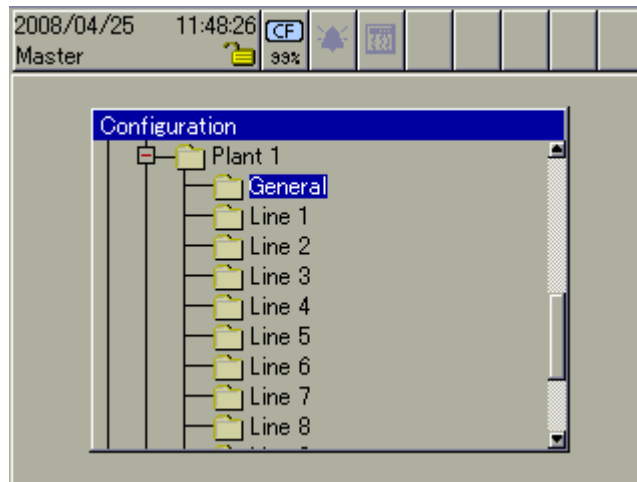 2008/04/25 11:48:26
Master
CF
99%
Configuration
Plant 1
General
Line 1
Line 2
Line 3
Line 4
Line 5
Line 6
Line 7
Line 8